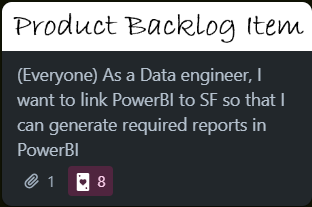 Product Backlog Item
(Everyone) As a Data engineer, I
want to link PowerBI to SF so that I
can generate required reports in
PowerBI
1 8